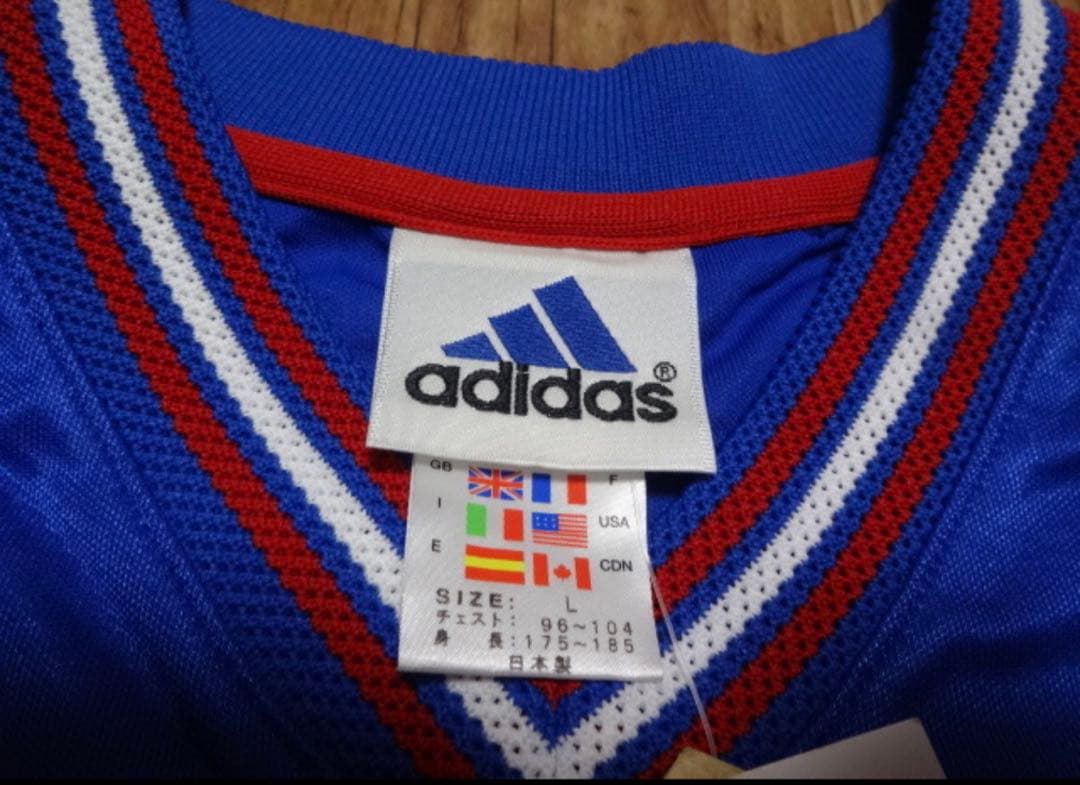 adidas®
GB F
I USA
E CDN
SIZE: L
チェスト: 96~104
身 長:175~185
日本製